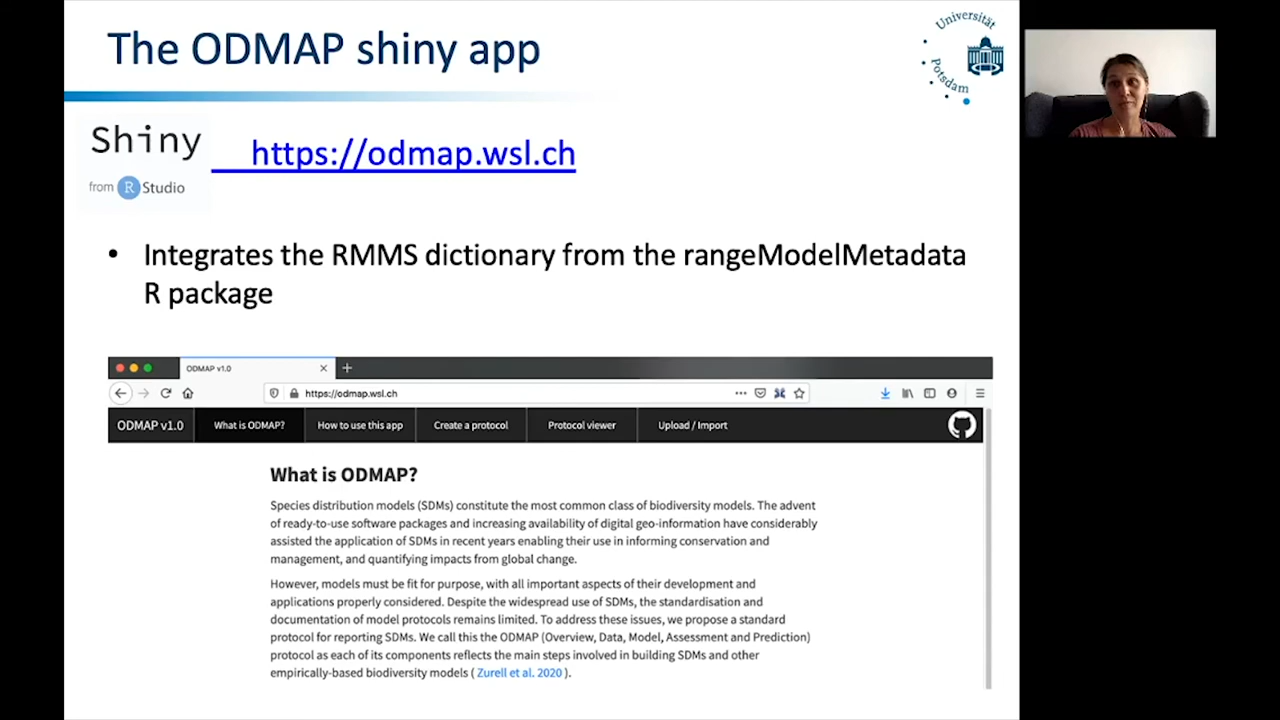 The ODMAP shiny app
Universität
Potsdam
Shiny
from R Studio
https://odmap.wsl.ch
• Integrates the RMMS dictionary from the rangeModelMetadata
R package
ODMAP v1.0
https://odmap.wsl.ch
ODMAP v1.0 What is ODMAP? How to use this app Create a protocol Protocol viewer Upload / Import
What is ODMAP?
Species distribution models (SDMs) constitute the most common class of biodiversity models. The advent
of ready-to-use software packages and increasing availability of digital geo-information have considerably
assisted the application of SDMs in recent years enabling their use in informing conservation and
management, and quantifying impacts from global change.
However, models must be fit for purpose, with all important aspects of their development and
applications properly considered. Despite the widespread use of SDMs, the standardisation and
documentation of model protocols remains limited. To address these issues, we propose a standard
protocol for reporting SDMs. We call this the ODMAP (Overview, Data, Model, Assessment and Prediction)
protocol as each of its components reflects the main steps involved in building SDMs and other
empirically-based biodiversity models ( Zurell et al. 2020 ).